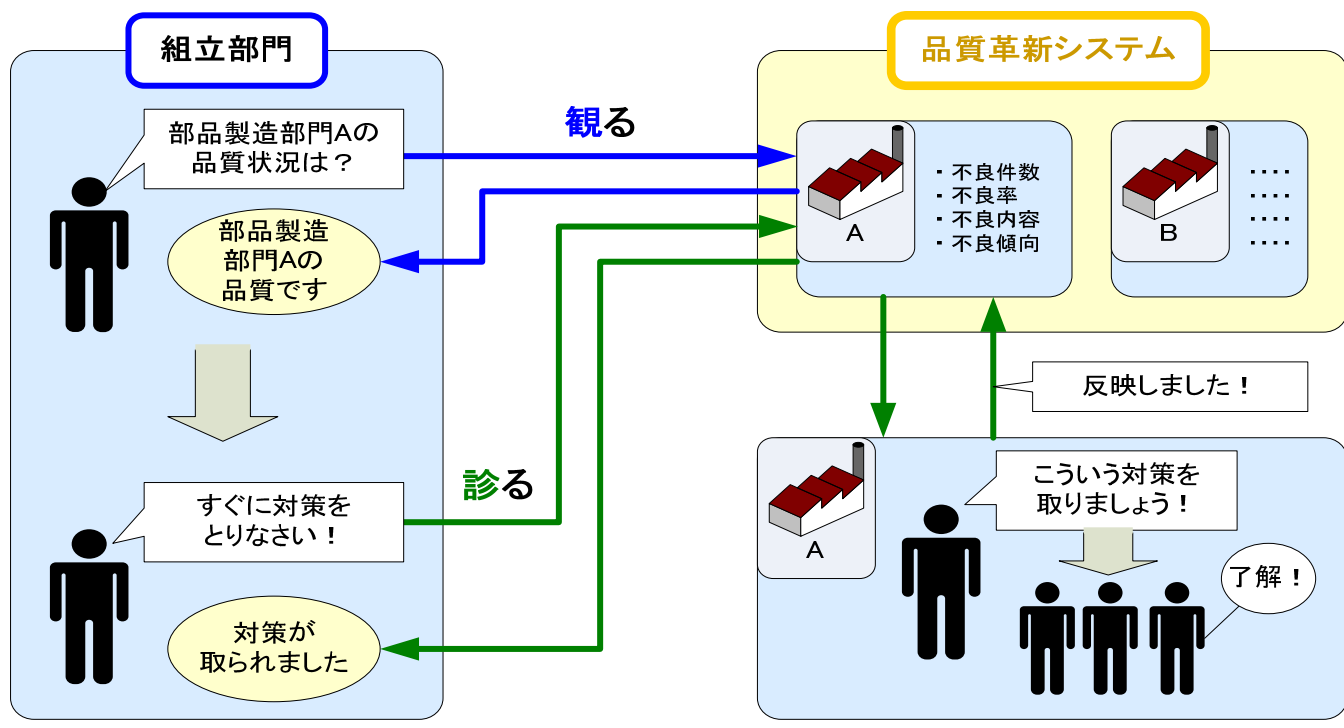 組立部門
部品製造部門Aの
品質状況は？
部品製造
部門Aの
品質です
すぐに対策を
とりなさい！
対策が
取られました
観る
診る
品質革新システム
A
・不良件数
・不良率
・不良内容
・不良傾向
B
････
････
････
････
反映しました！
A
こういう対策を
取りましょう！
了解！